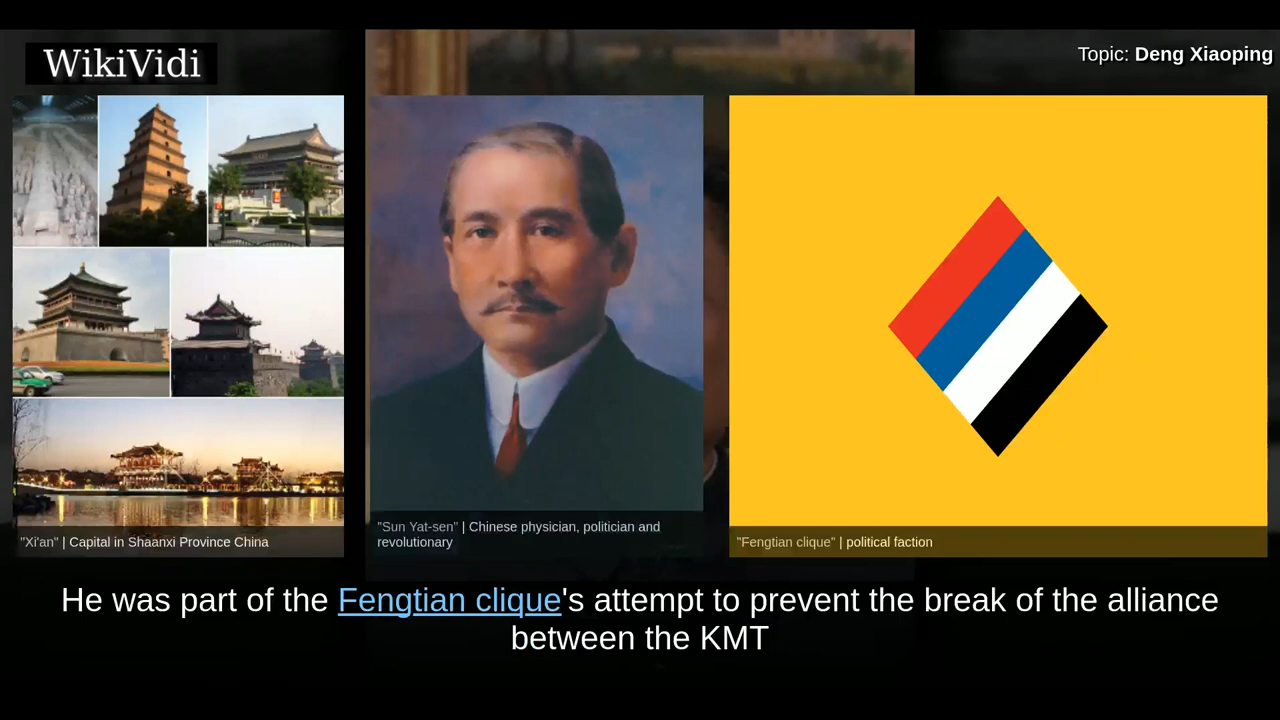 WikiVidi
Topic: Deng Xiaoping
"Xi'an" | Capital in Shaanxi Province China
"Sun Yat-sen" | Chinese physician, politician and
revolutionary
"Fengtian clique" | political faction
He was part of the Fengtian clique's attempt to prevent the break of the alliance
between the KMT